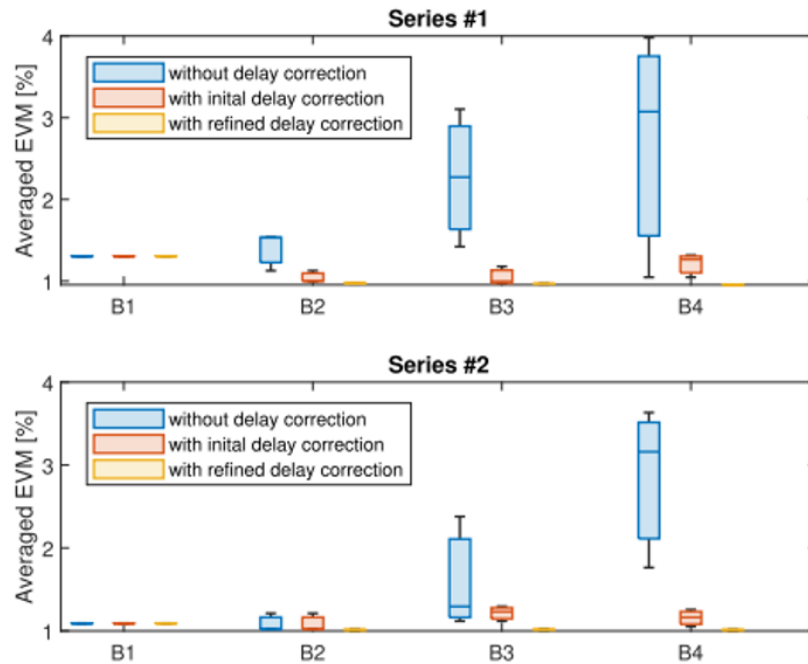 Series #1
Averaged EVM [%]
4
3
2
1
without delay correction
with inital delay correction
with refined delay correction
B1 B2 B3 B4
Series #2
Averaged EVM [%]
4
3
2
1
without delay correction
with inital delay correction
with refined delay correction
B1 B2 B3 B4